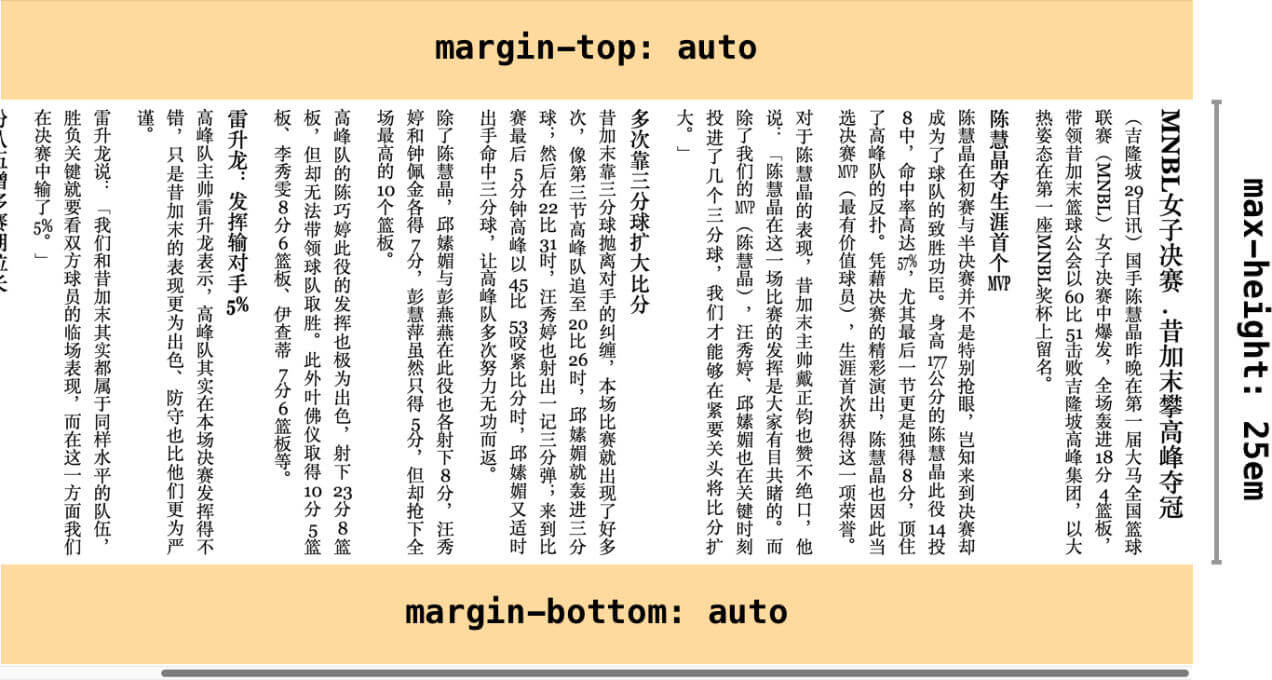 margin-top: auto
MNBL女子决赛 . 昔加末攀高峰夺冠
（吉隆坡29日讯）国手陈慧晶昨晚在第一届大马全国篮球
联赛（MNBL）女子决赛中爆发，全场轰进18分 4篮板，
带领昔加末篮球公会以60比51击败吉隆坡高峰集团，以大
热姿态在第一座MNBL奖杯上留名。
陈慧晶夺生涯首个MVP
陈慧晶在初赛与半决赛并不是特别抢眼，岂知来到决赛却
成为了球队的致胜功臣。身高177公分的陈慧晶此役 14投
8中，命中率高达57%，尤其最后一节更是独得8分，顶住
了高峰队的反扑。凭藉决赛的精彩演出，陈慧晶也因此当
选决赛MVP（最有价值球员），生涯首次获得这一项荣誉。
对于陈慧晶的表现，昔加末主帅戴正钧也赞不绝口，他
说：「陈慧晶在这一场比赛的发挥是大家有目共睹的。而
除了我们的MVP（陈慧晶），汪秀婷、邱嫊媚也在关键时刻
投进了几个三分球，我们才能够在紧要关头将比分扩
大。」
多次靠三分球扩大比分
昔加末靠三分球抛离对手的纠缠，本场比赛就出现了好多
次，像第三节高峰队追至 20比26时，邱嫊媚就轰进三分
球；然后在22比31时，汪秀婷也射出一记三分弹；来到比
赛最后 5分钟高峰以 45比 53咬紧比分时，邱嫊媚又适时
出手命中三分球，让高峰队多次努力无功而返。
除了陈慧晶，邱嫊媚与彭燕燕在此役也各射下8分，汪秀
婷和钟佩金各得 7分，彭慧萍虽然只得 5分，但却抢下全
场最高的10个篮板。
高峰队的陈巧婷此役的发挥也极为出色，射下 23分8篮
板，但却无法带领球队取胜。此外叶佛仪取得 10分 5篮
板、李秀雯8分6篮板、伊查蒂 7分6篮板等。
雷升龙：发挥输对手 5%
高峰队主帅雷升龙表示，高峰队其实在本场决赛发挥得不
错，只是昔加末的表现更为出色、防守也比他们更为严
谨。
雷升龙说：「我们和昔加末其实都属于同样水平的队伍，
胜负关键就要看双方球员的临场表现，而在这一方面我们
在决赛中输了5%。」
max-height: 25em
margin-bottom: auto